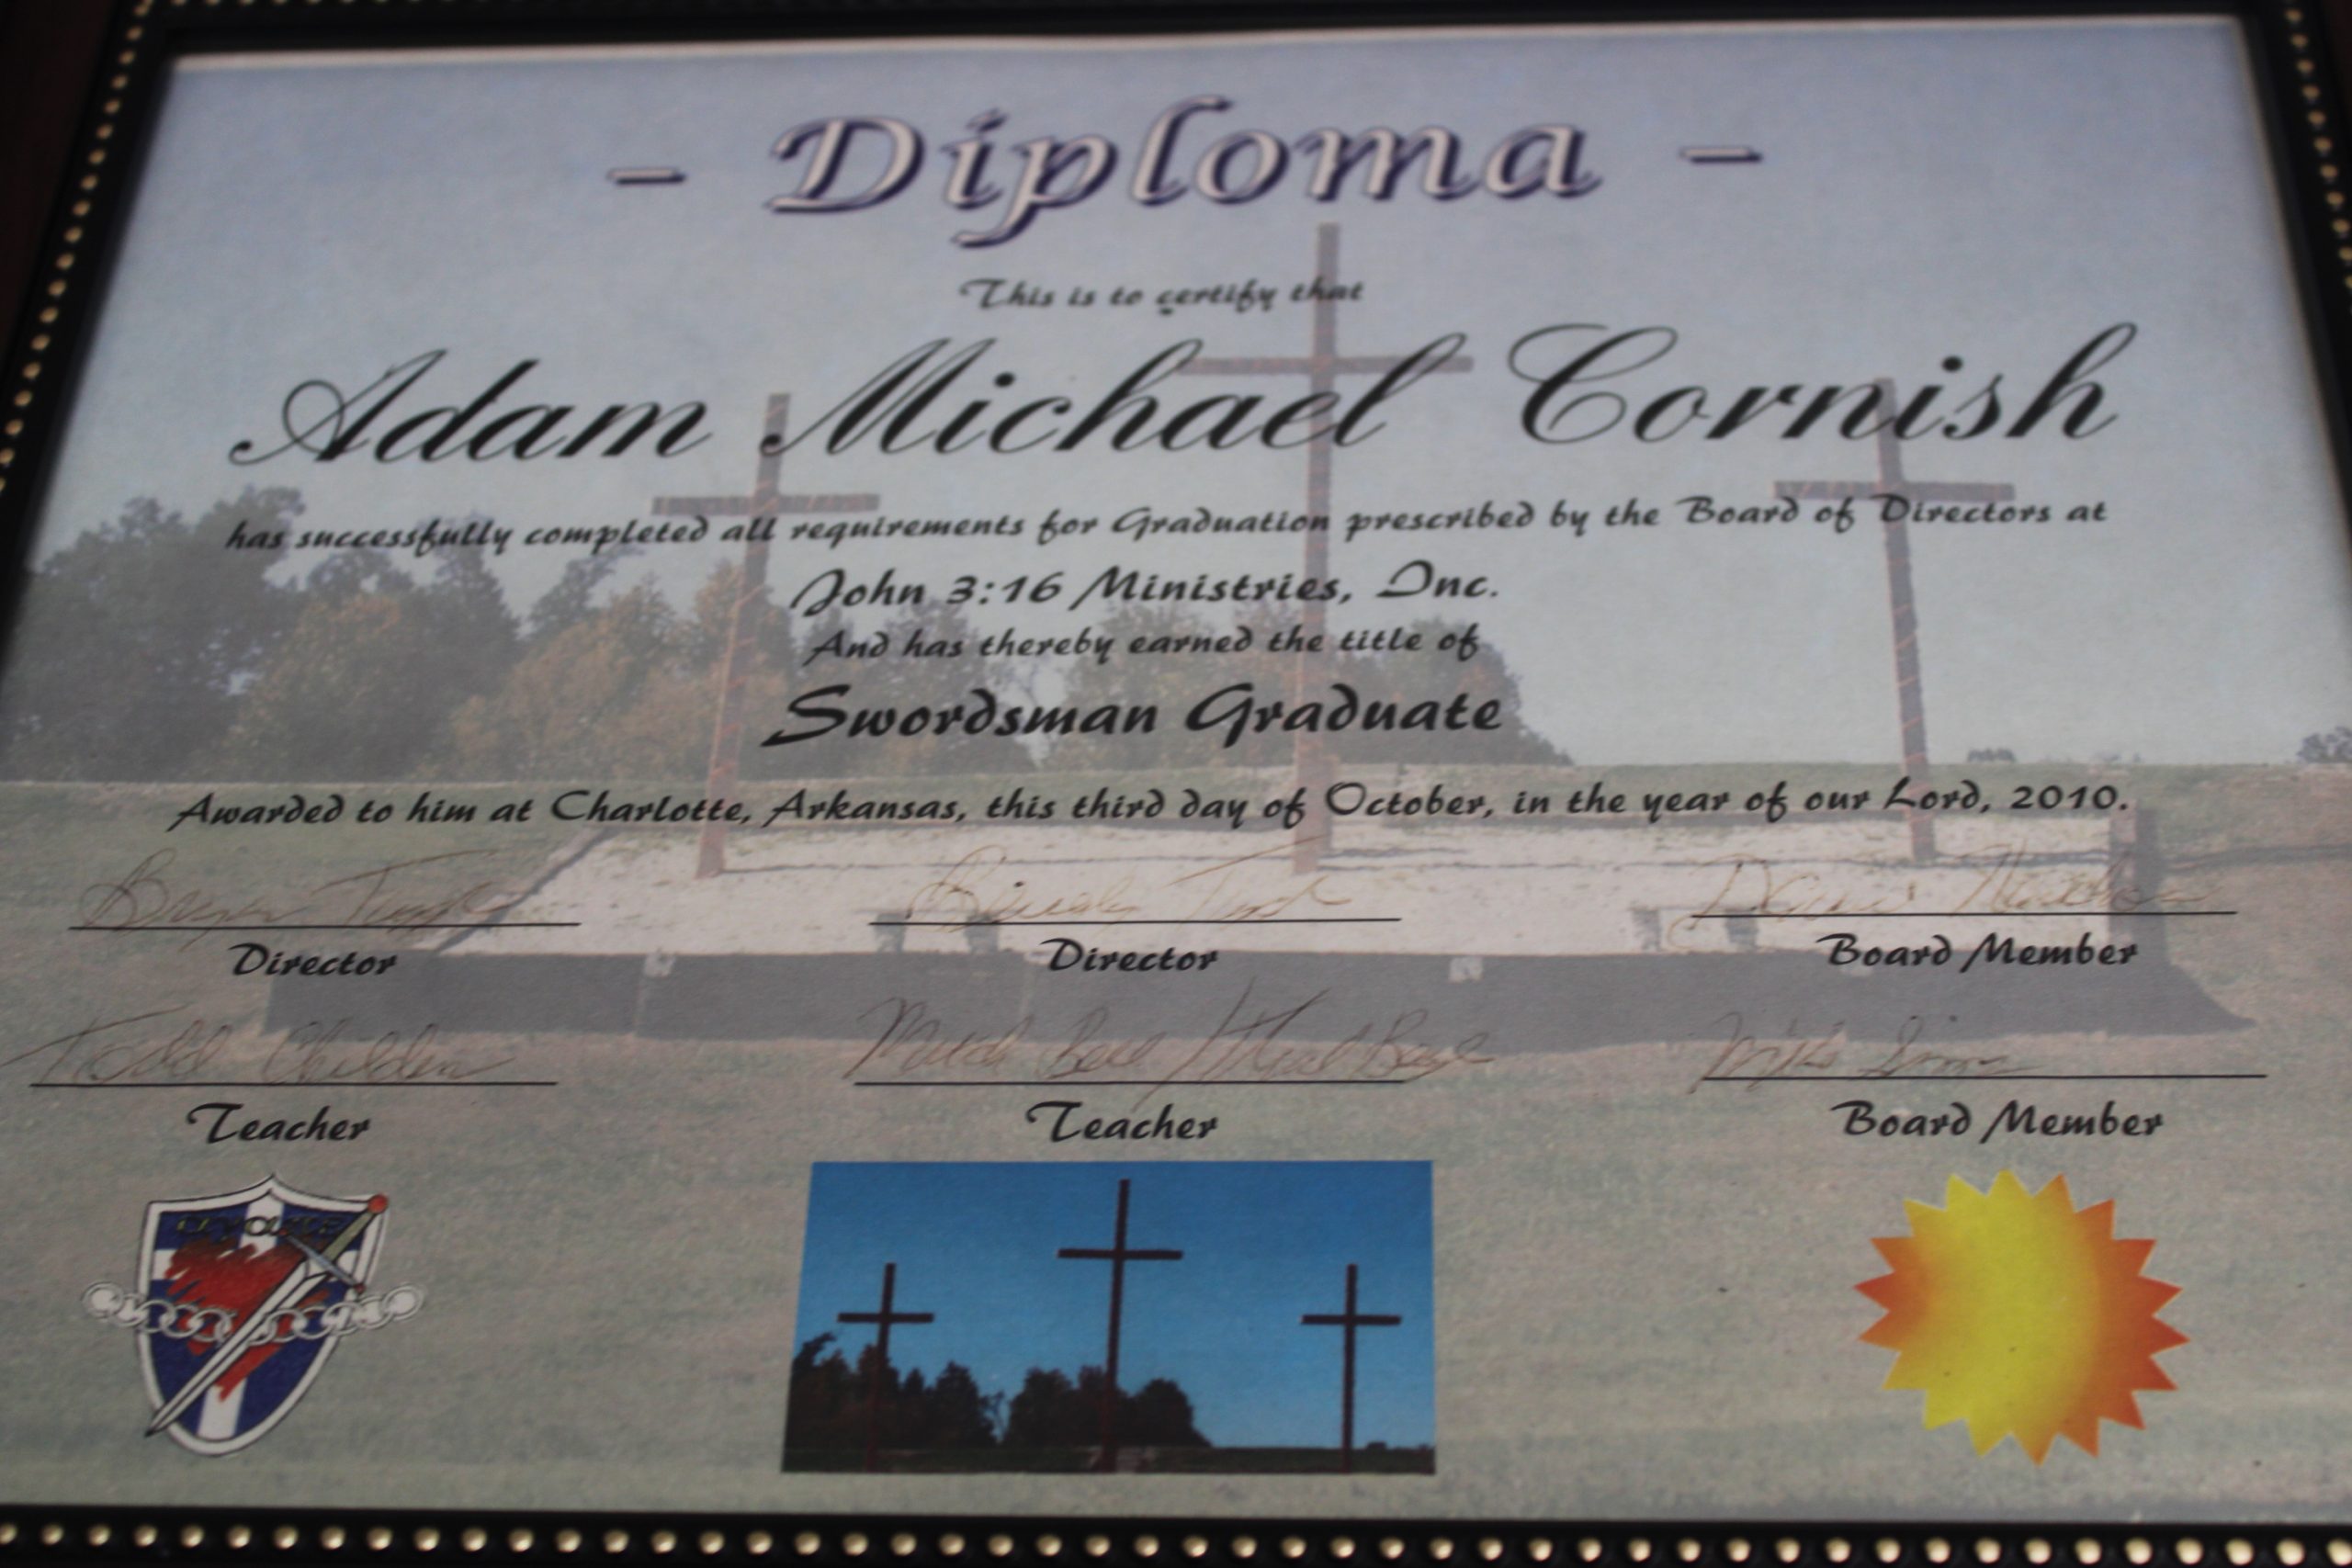 - Diploma -
This is to certify that
Adam Michael Cornish
has successfully completed all requirements for Graduation prescribed by the Board of Directors at
John 3:16 Ministries, Inc.
And has thereby earned the title of
Swordsman Graduate
Awarded to him at Charlotte, Arkansas, this third day of October, in the year of our Lord, 2010.
Director Director Board Member
Todd
Teacher Teacher Board Member